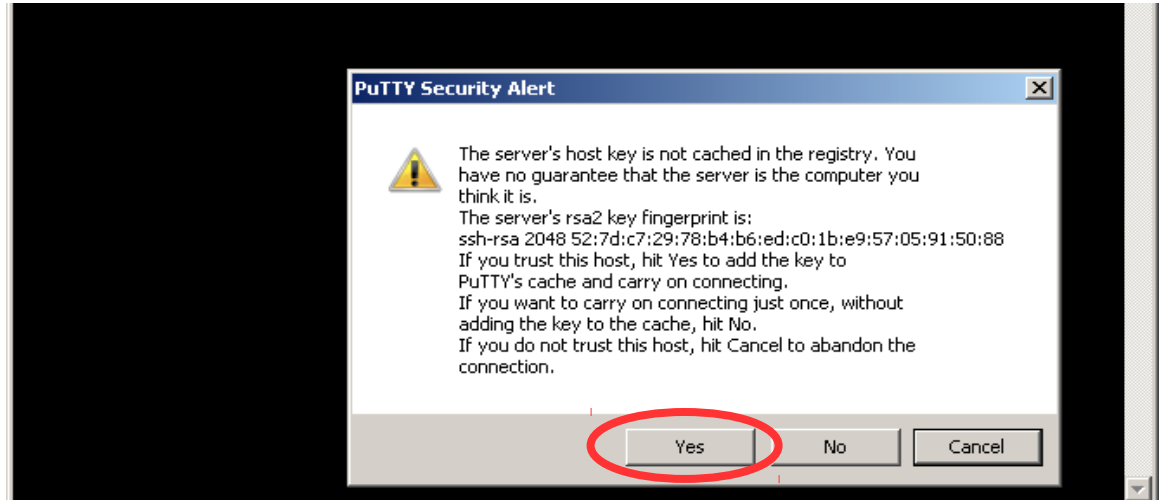 PuTTY Security Alert
The server's host key is not cached in the registry. You
have no guarantee that the server is the computer you
think it is.
The server's rsa2 key fingerprint is:
ssh-rsa 2048 52:7d:c7:29:78:b4:b6:ed:c0:1b:e9:57:05:91:50:88
If you trust this host, hit Yes to add the key to
PuTTY's cache and carry on connecting.
If you want to carry on connecting just once, without
adding the key to the cache, hit No.
If you do not trust this host, hit Cancel to abandon the
connection.
Yes No Cancel